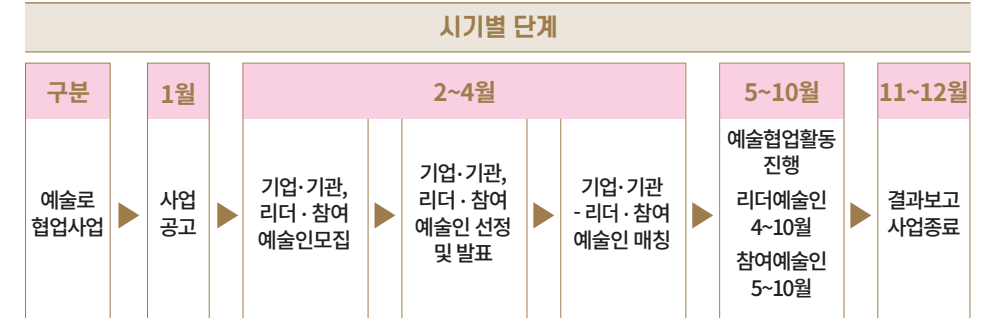 시기별 단계
구분
1월
2~4월
5~10월
11~12월
예술로
협업사업
사업
공고
기업·기관,
리더 · 참여
예술인모집
기업·기관,
리더 · 참여
예술인 선정
및 발표
기업·기관
- 리더 · 참여
예술인 매칭
예술협업활동
진행
리더예술인
4~10월
참여예술인
5~10월
결과보고
사업종료